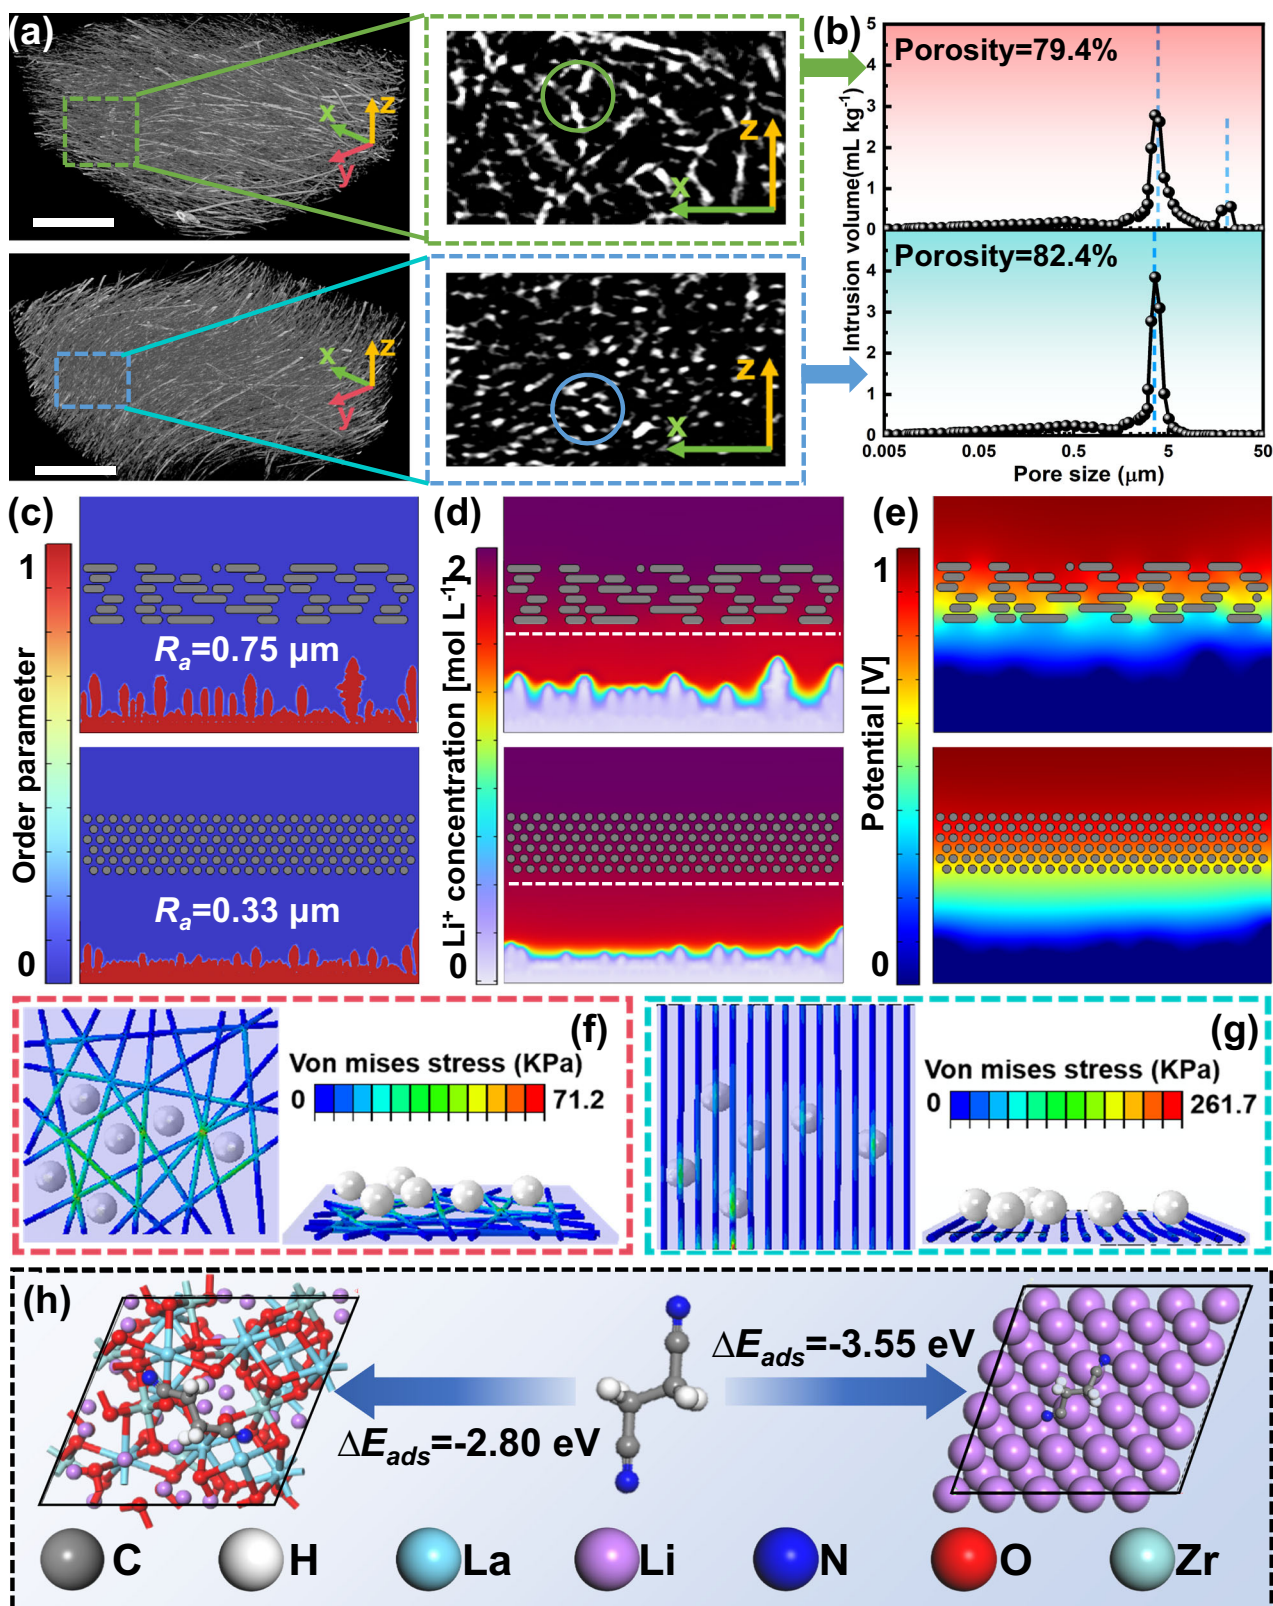 (a)
z
x
y
z
x
(b)
Porosity=79.4%
Porosity=82.4%
Intrusion volume(mL kg⁻¹)
5
4
3
2
1
0
4
3
2
1
0
0.005
0.05
0.5
5
50
Pore size (μm)
z
x
y
z
x
(c)
1
Order parameter
0
Rₐ=0.75 μm
Rₐ=0.33 μm
(d)
2
Li⁺ concentration [mol L⁻¹]
0
(e)
1
Potential [V]
0
(f)
Von mises stress (KPa)
0
71.2
(g)
Von mises stress (KPa)
0
261.7
(h)
ΔE_ads=-3.55 eV
ΔE_ads=-2.80 eV
C
H
La
Li
N
O
Zr